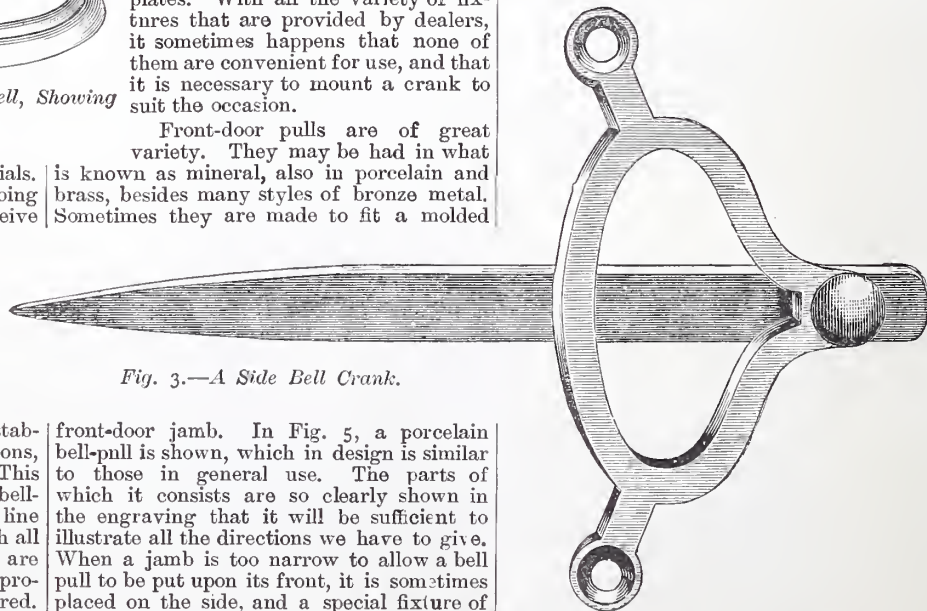 ell, Showing
ials.
oing
eive
tab-
ons,
This
bell-
line
h all
are
pro-
red.
plates. With all the variety of fix-
tnres that are provided by dealers,
it sometimes happens that none of
them are convenient for use, and that
it is necessary to mount a crank to
suit the occasion.
Front-door pulls are of great
variety. They may be had in what
is known as mineral, also in porcelain and
brass, besides many styles of bronze metal.
Sometimes they are made to fit a molded
Fig. 3.—A Side Bell Crank.
front-door jamb. In Fig. 5, a porcelain
bell-pnll is shown, which in design is similar
to those in general use. The parts of
which it consists are so clearly shown in
the engraving that it will be sufficient to
illustrate all the directions we have to give.
When a jamb is too narrow to allow a bell
pull to be put upon its front, it is sometimes
placed on the side, and a special fixture of